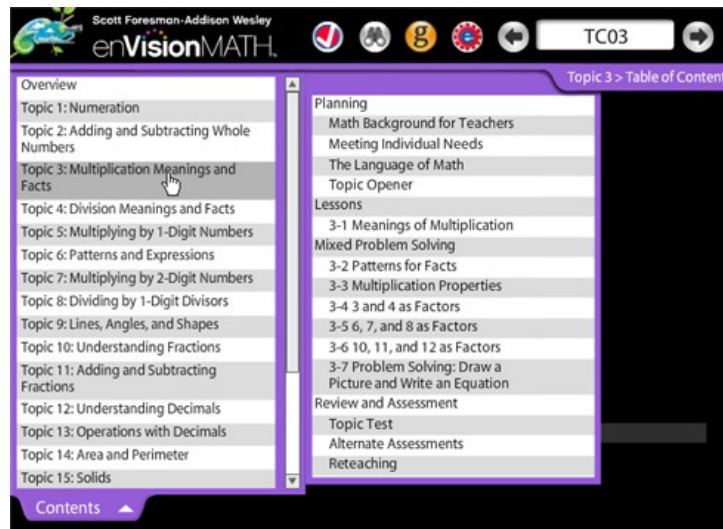 Scott Foresman-Addison Wesley
enVisionMATH.
g
TC03
Topic 3 > Table of Content
Overview
Topic 1: Numeration
Topic 2: Adding and Subtracting Whole
Numbers
Topic 3: Multiplication Meanings and
Facts
Topic 4: Division Meanings and Facts
Topic 5: Multiplying by 1-Digit Numbers
Topic 6: Patterns and Expressions
Topic 7: Multiplying by 2-Digit Numbers
Topic 8: Dividing by 1-Digit Divisors
Topic 9: Lines, Angles, and Shapes
Topic 10: Understanding Fractions
Topic 11: Adding and Subtracting
Fractions
Topic 12: Understanding Decimals
Topic 13: Operations with Decimals
Topic 14: Area and Perimeter
Topic 15: Solids
Contents
Planning
Math Background for Teachers
Meeting Individual Needs
The Language of Math
Topic Opener
Lessons
3-1 Meanings of Multiplication
Mixed Problem Solving
3-2 Patterns for Facts
3-3 Multiplication Properties
3-4 3 and 4 as Factors
3-5 6, 7, and 8 as Factors
3-6 10, 11, and 12 as Factors
3-7 Problem Solving: Draw a
Picture and Write an Equation
Review and Assessment
Topic Test
Alternate Assessments
Reteaching